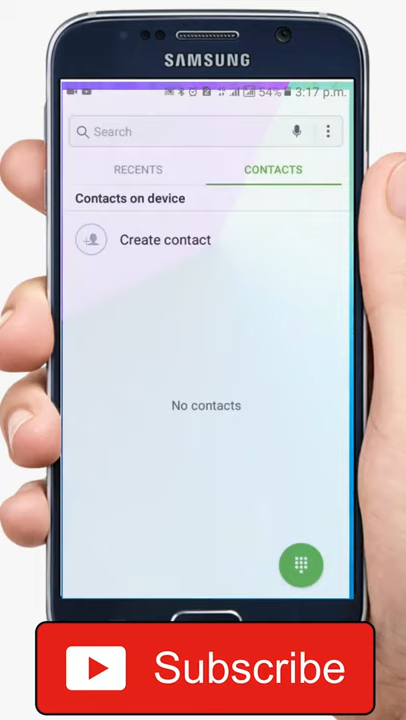 SAMSUNG
54% 3:17 p.m.
Search
RECENTS CONTACTS
Contacts on device
Create contact
No contacts
Subscribe